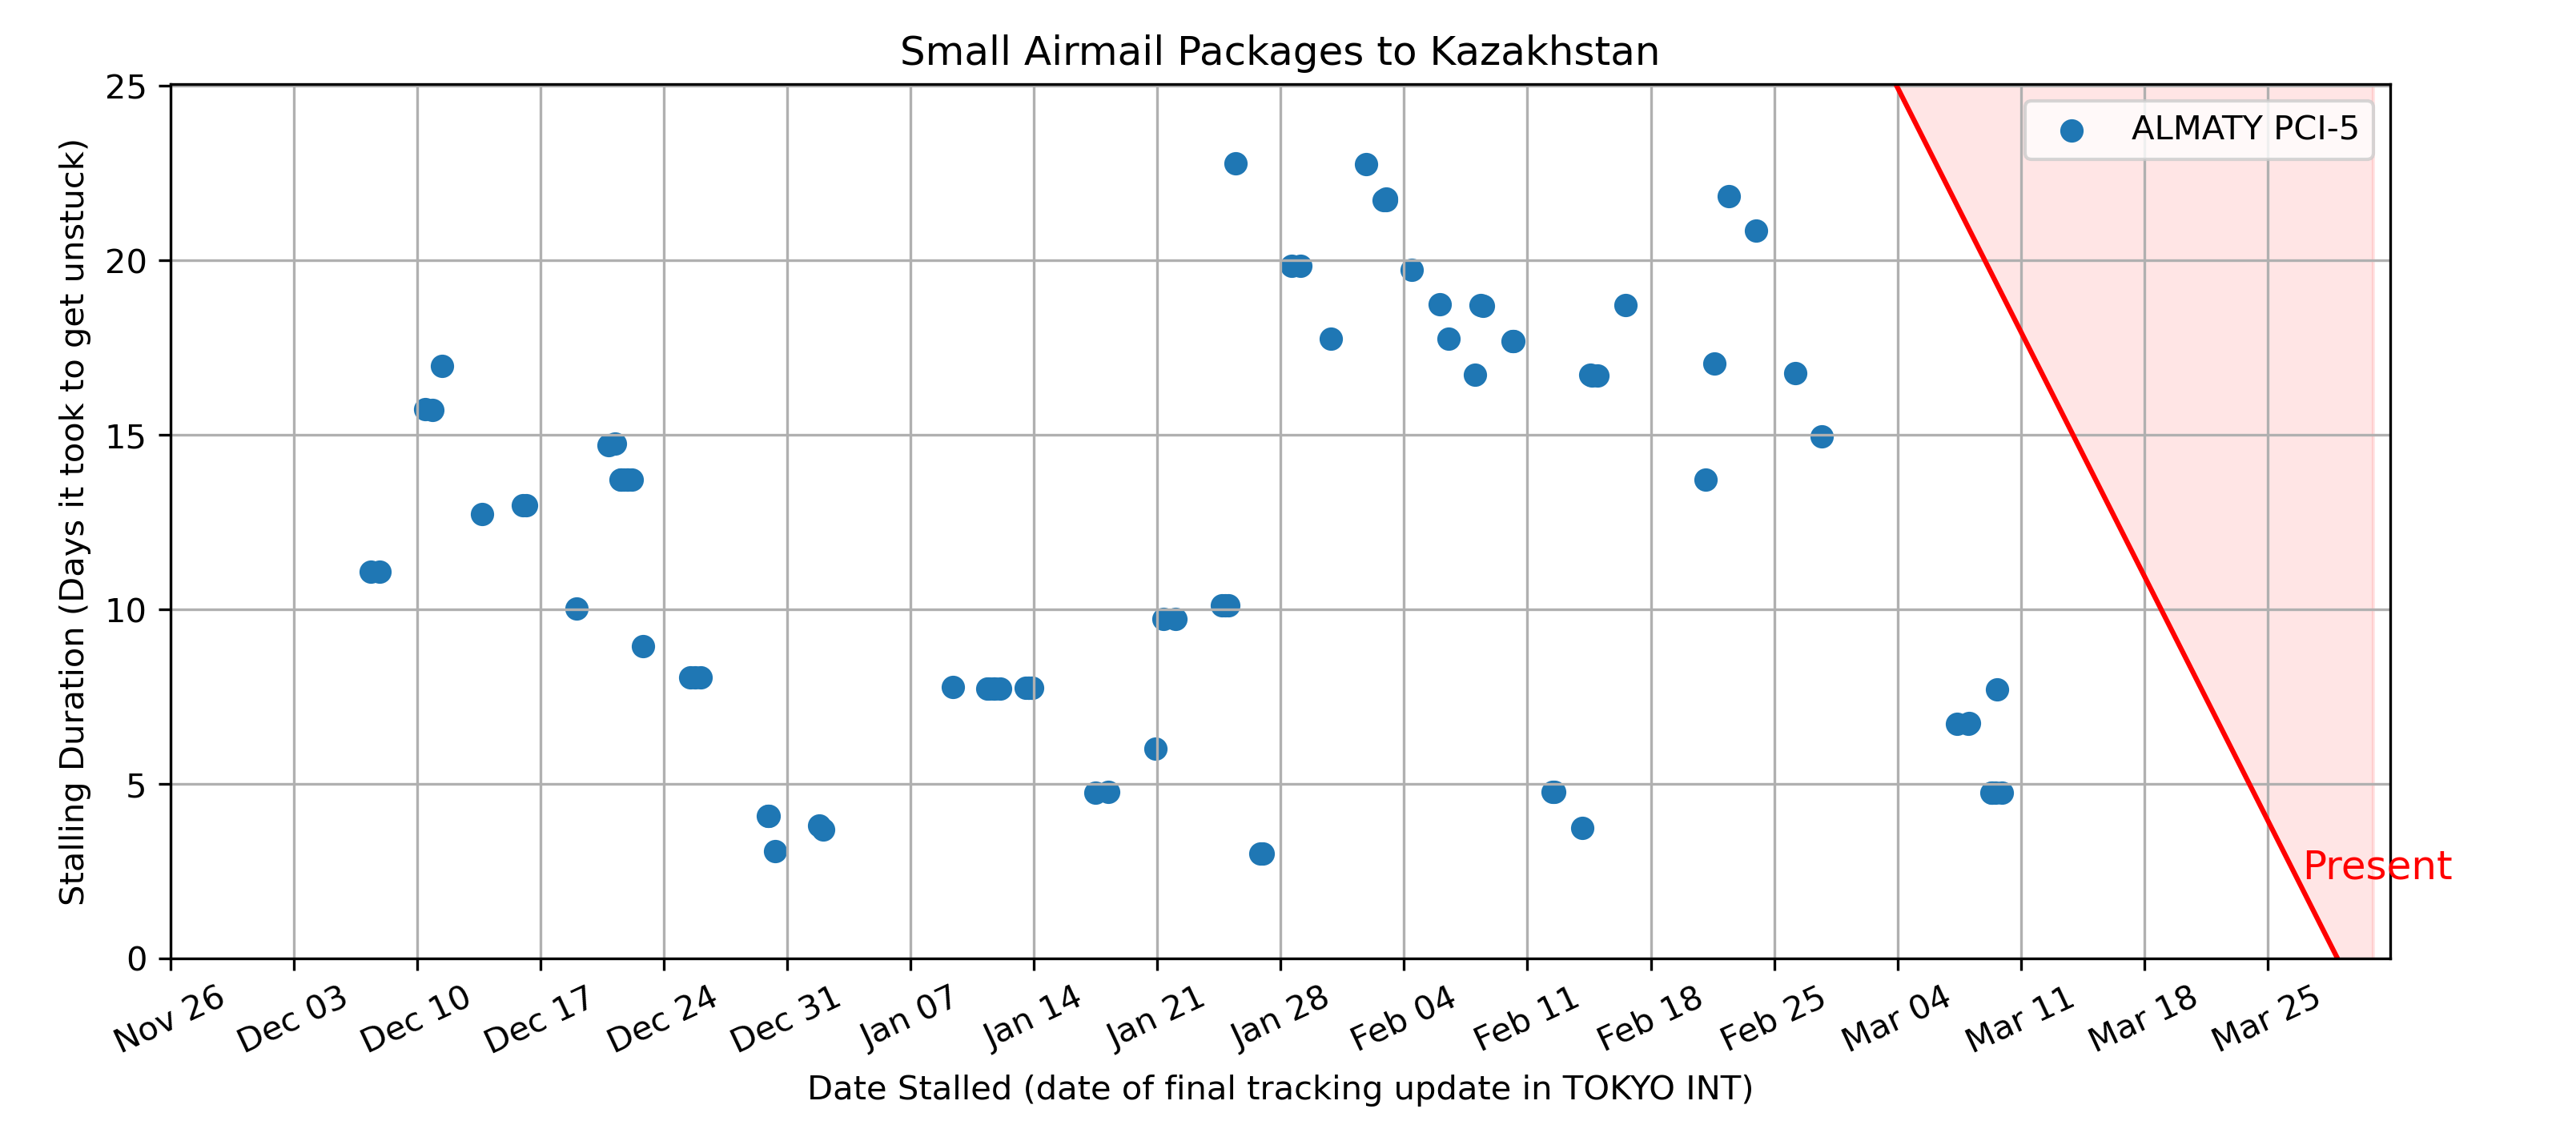 Small Airmail Packages to Kazakhstan
ALMATY PCI-5
Stalling Duration (Days it took to get unstuck)
25
20
15
10
5
0
Present
Nov 26
Dec 03
Dec 10
Dec 17
Dec 24
Dec 31
Jan 07
Jan 14
Jan 21
Jan 28
Feb 04
Feb 11
Feb 18
Feb 25
Mar 04
Mar 11
Mar 18
Mar 25
Date Stalled (date of final tracking update in TOKYO INT)